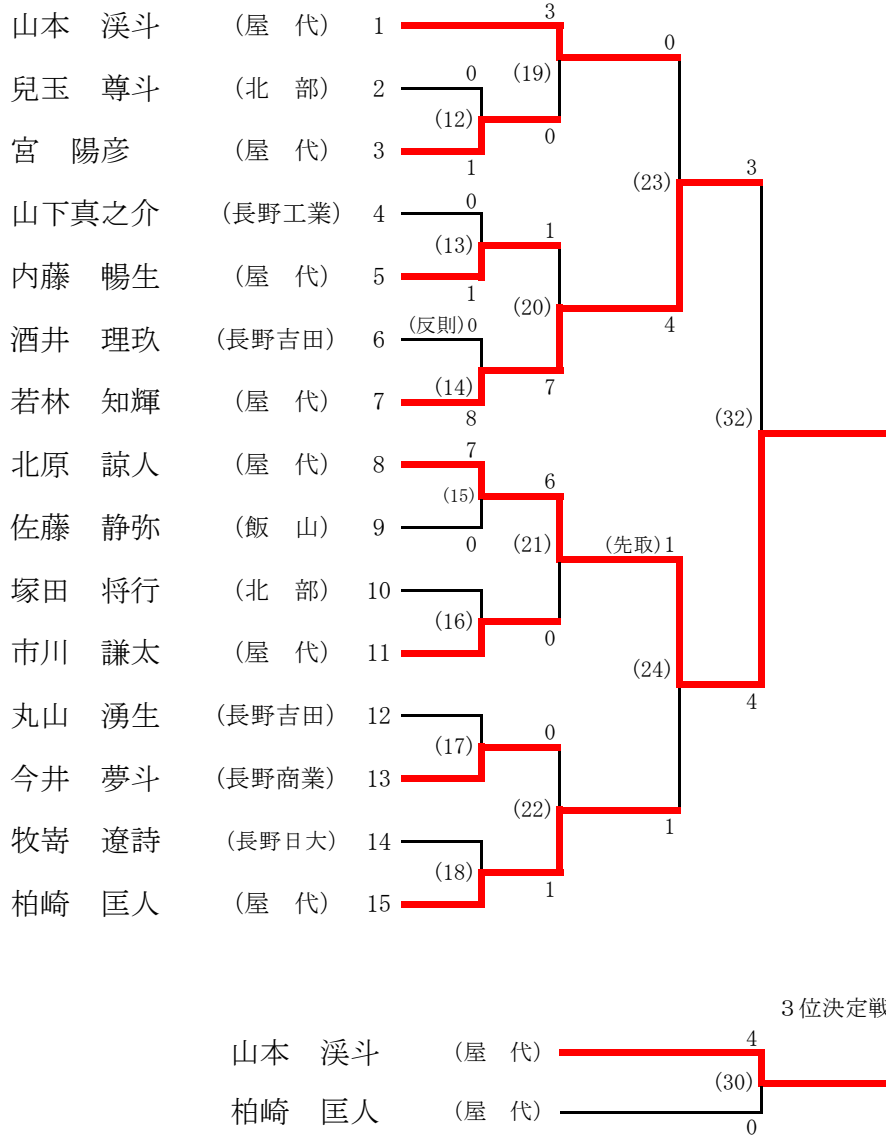 山本　渓斗 (屋　代) 1 3
(19) 0
兒玉　尊斗 (北　部) 2 0
(12)
宮　陽彦 (屋　代) 3 1 0
(23) 3
山下真之介 (長野工業) 4 0
(13) 1
内藤　暢生 (屋　代) 5 1
(20) 4
酒井　理玖 (長野吉田) 6 (反則)0
(14) 7
若林　知輝 (屋　代) 7 8
(32)
北原　諒人 (屋　代) 8 7
(15) 6
佐藤　静弥 (飯　山) 9 0
(21) (先取)1
塚田　将行 (北　部) 10
(16) 0
市川　謙太 (屋　代) 11
(24) 4
丸山　湧生 (長野吉田) 12
(17) 0
今井　夢斗 (長野商業) 13
(22) 1
牧嵜　遼詩 (長野日大) 14
(18) 1
柏崎　匡人 (屋　代) 15
３位決定戦
山本　渓斗 (屋　代) 4
(30)
柏崎　匡人 (屋　代) 0